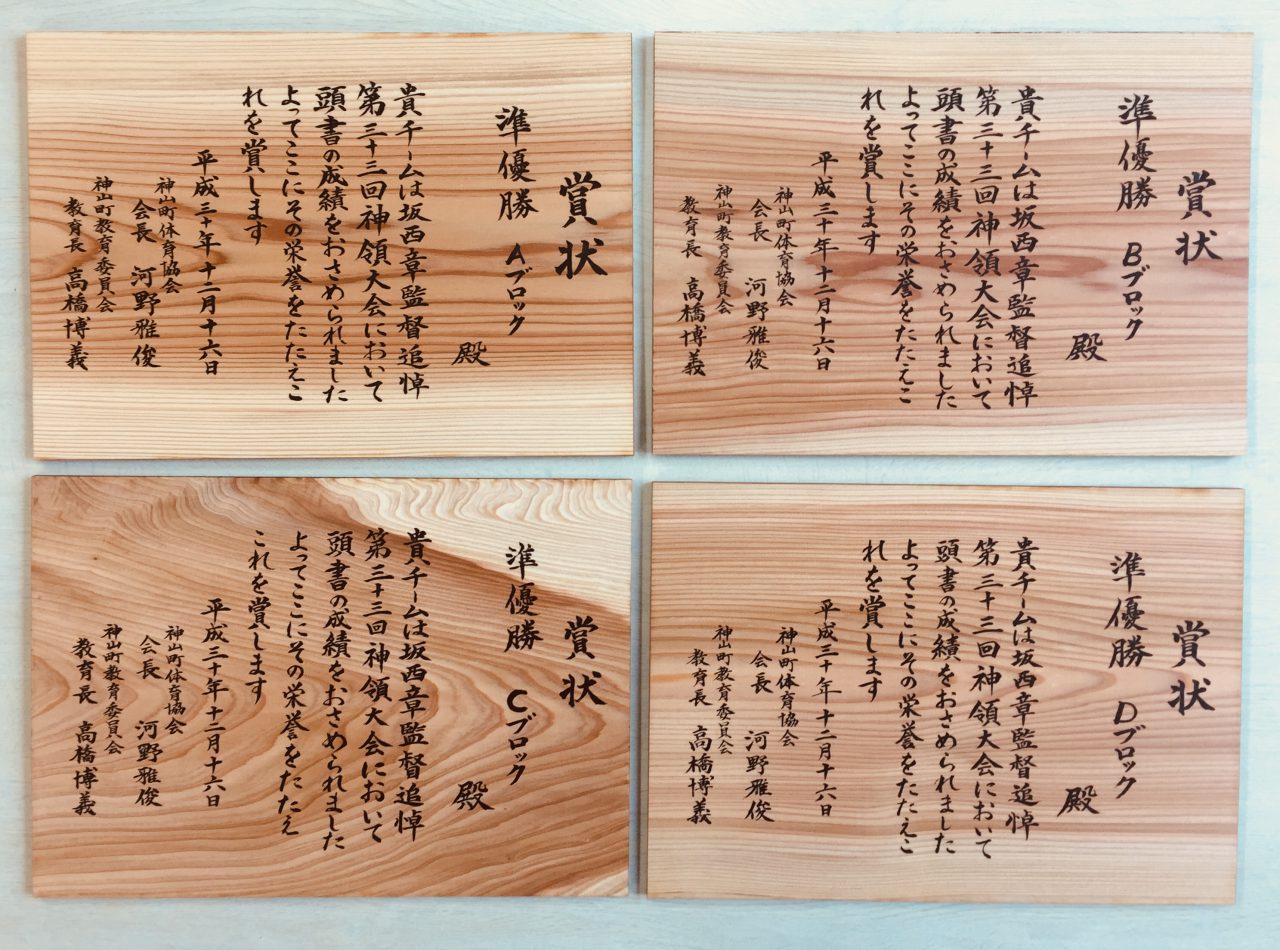 賞状
準優勝 Aブロック
殿
貴チームは坂西章監督追悼
第三十三回神領大会において
頭書の成績をおさめられました
よってここにその栄誉をたたえこ
れを賞します
平成三十年十二月十六日
神山町体育協会
会長 河野雅俊
神山町教育委員会
教育長 高橋博義
賞状
準優勝 Bブロック
殿
貴チームは坂西章監督追悼
第三十三回神領大会において
頭書の成績をおさめられました
よってここにその栄誉をたたえこ
れを賞します
平成三十年十二月十六日
神山町体育協会
会長 河野雅俊
神山町教育委員会
教育長 高橋博義
賞状
準優勝 Cブロック
殿
貴チームは坂西章監督追悼
第三十三回神領大会において
頭書の成績をおさめられました
よってここにその栄誉をたたえ
これを賞します
平成三十年十二月十六日
神山町体育協会
会長 河野雅俊
神山町教育委員会
教育長 高橋博義
賞状
準優勝 Dブロック
殿
貴チームは坂西章監督追悼
第三十三回神領大会において
頭書の成績をおさめられました
よってここにその栄誉をたたえこ
れを賞します
平成三十年十二月十六日
神山町体育協会
会長 河野雅俊
神山町教育委員会
教育長 高橋博義